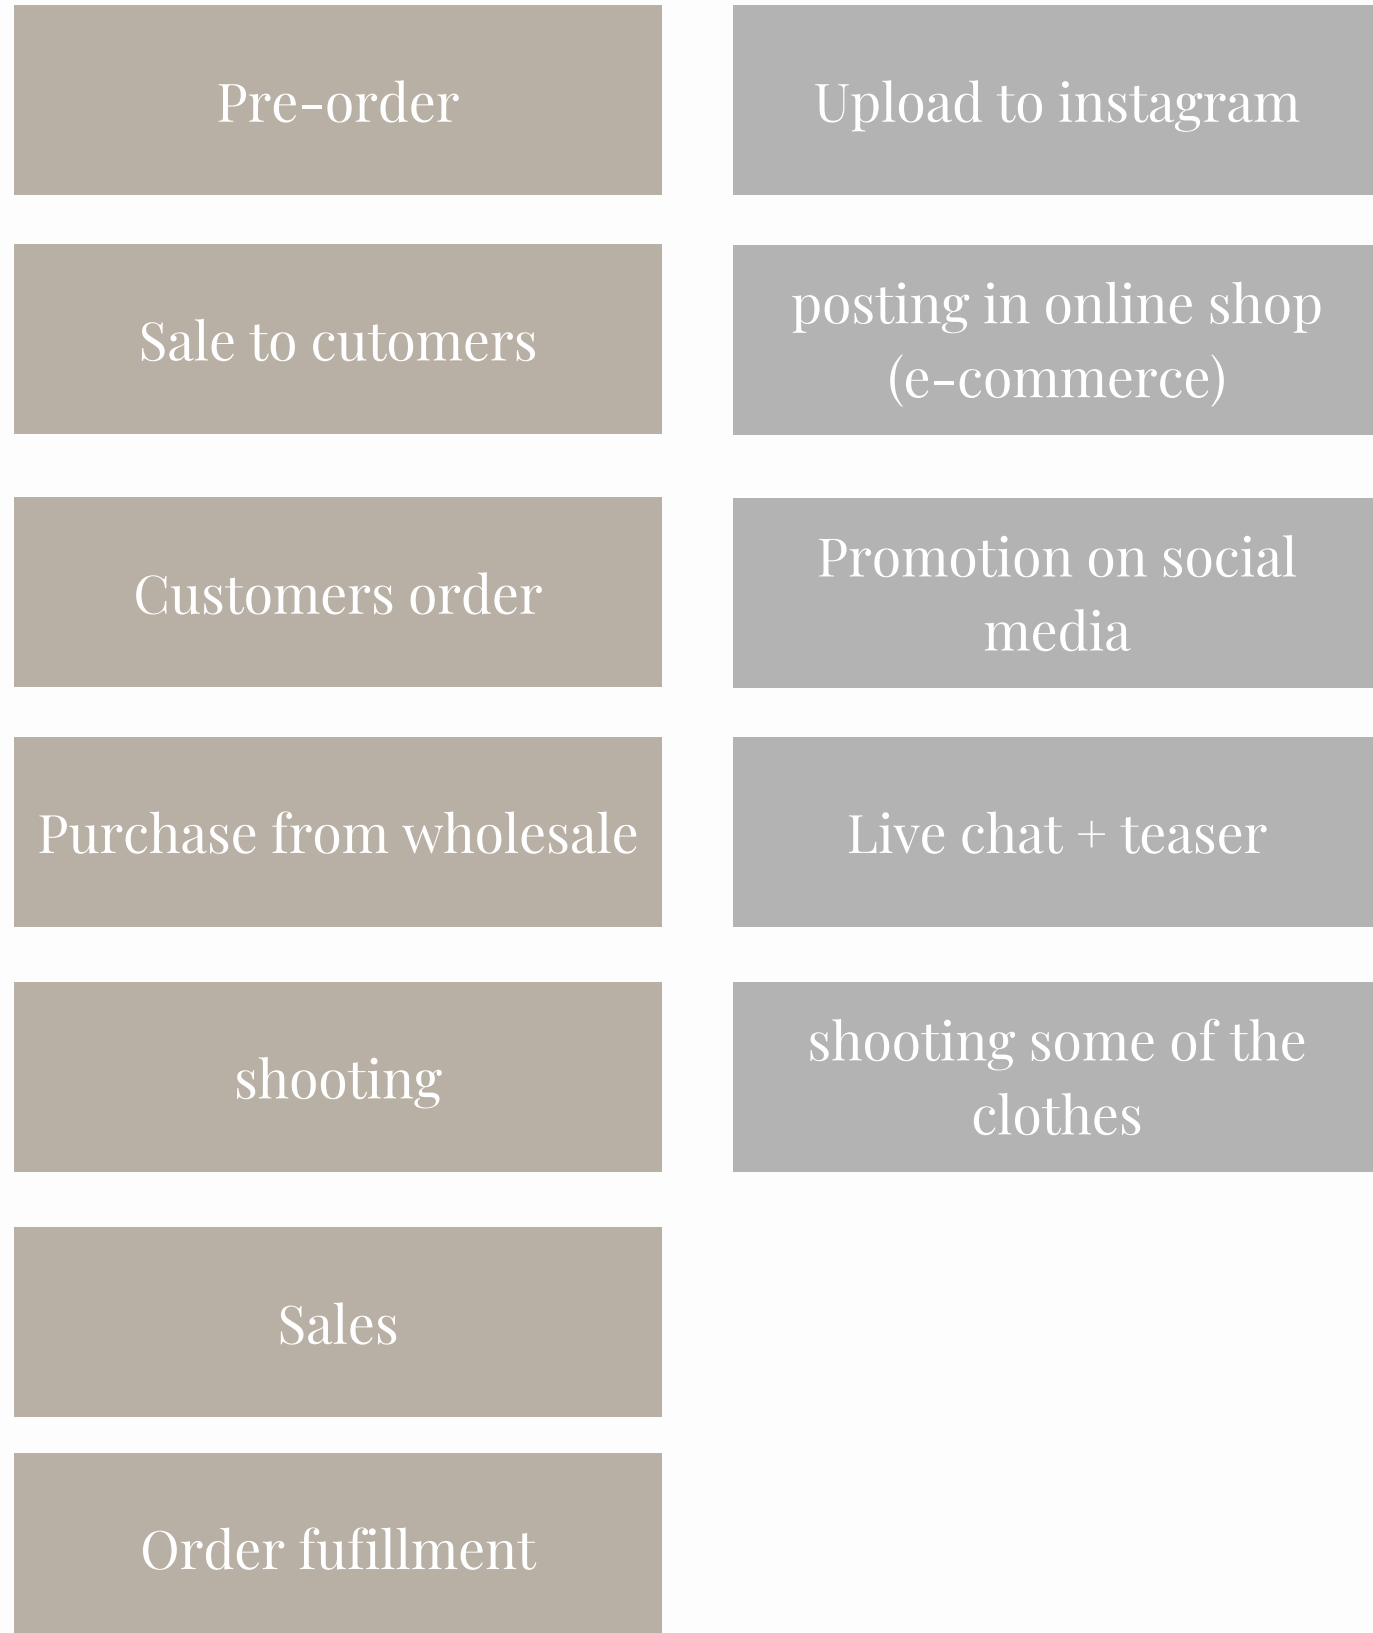 Pre-order
Upload to instagram
Sale to cutomers
posting in online shop
(e-commerce)
Customers order
Promotion on social
media
Purchase from wholesale
Live chat + teaser
shooting
shooting some of the
clothes
Sales
Order fufillment